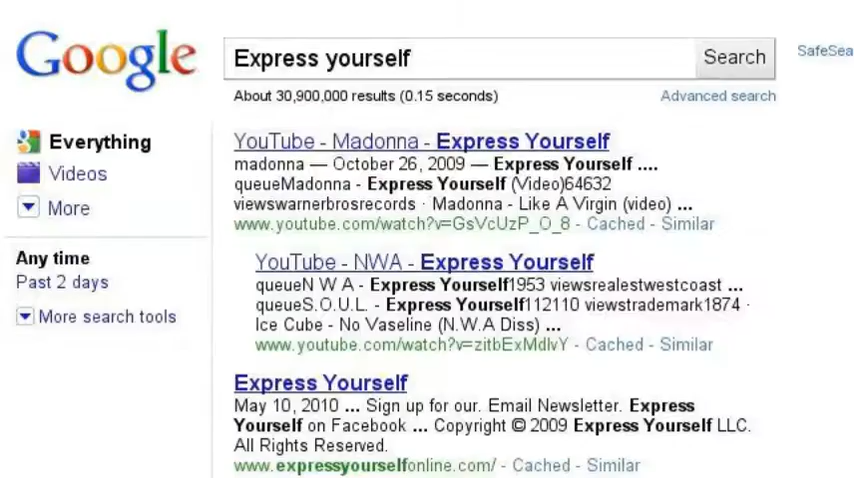 Google
Express yourself
Search
SafeSea
About 30,900,000 results (0.15 seconds)
Advanced search
Everything
Videos
More
Any time
Past 2 days
More search tools
YouTube - Madonna - Express Yourself
madonna — October 26, 2009 — Express Yourself ....
queueMadonna - Express Yourself (Video)64632
viewswarnerbrosrecords · Madonna - Like A Virgin (video) ...
www.youtube.com/watch?v=GsVcUzP_O_8 - Cached - Similar
YouTube - NWA - Express Yourself
queueN W A - Express Yourself1953 viewsrealestwestcoast ...
queueS.O.U.L. - Express Yourself112110 viewstrademark1874 ·
Ice Cube - No Vaseline (N.W.A Diss) ...
www.youtube.com/watch?v=zitbExMdlvY - Cached - Similar
Express Yourself
May 10, 2010 ... Sign up for our. Email Newsletter. Express
Yourself on Facebook ... Copyright © 2009 Express Yourself LLC.
All Rights Reserved.
www.expressyourselfonline.com/ - Cached - Similar